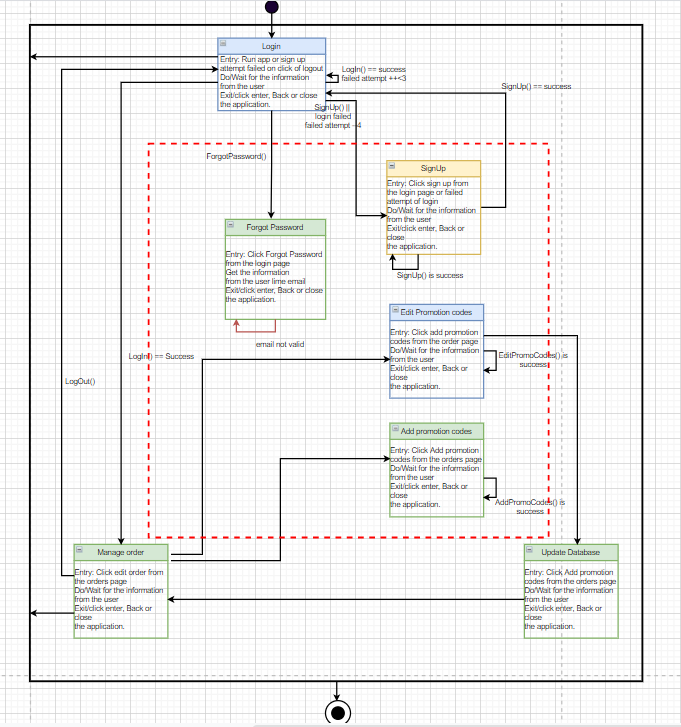 Login
Entry: Run app or sign up
attempt failed on click of logout
Do/Wait for the information
from the user
Exit/click enter, Back or close
the application.
LogIn() == success
failed attempt ++<3
SignUp() == success
SignUp() ||
login failed
failed attempt =4
ForgotPassword()
SignUp
Entry: Click sign up from
the login page or failed
attempt of login
Do/Wait for the information
from the user
Exit/click enter, Back or
close
the application.
SignUp() is success
Forgot Password
Entry: Click Forgot Password
from the login page
Get the information
from the user lime email
Exit/click enter, Back or close
the application.
email not valid
LogIn() == Success
LogOut()
Edit Promotion codes
Entry: Click add promotion
codes from the order page
Do/Wait for the information
from the user
Exit/click enter, Back or
close
the application.
EditPromoCodes() is
success
Add promotion codes
Entry: Click Add promotion
codes from the orders page
Do/Wait for the information
from the user
Exit/click enter, Back or
close
the application.
AddPromoCodes() is
success
Manage order
Entry: Click edit order from
the orders page
Do/Wait for the information
from the user
Exit/click enter, Back or
close
the application.
Update Database
Entry: Click Add promotion
codes from the orders page
Do/Wait for the information
from the user
Exit/click enter, Back or
close
the application.